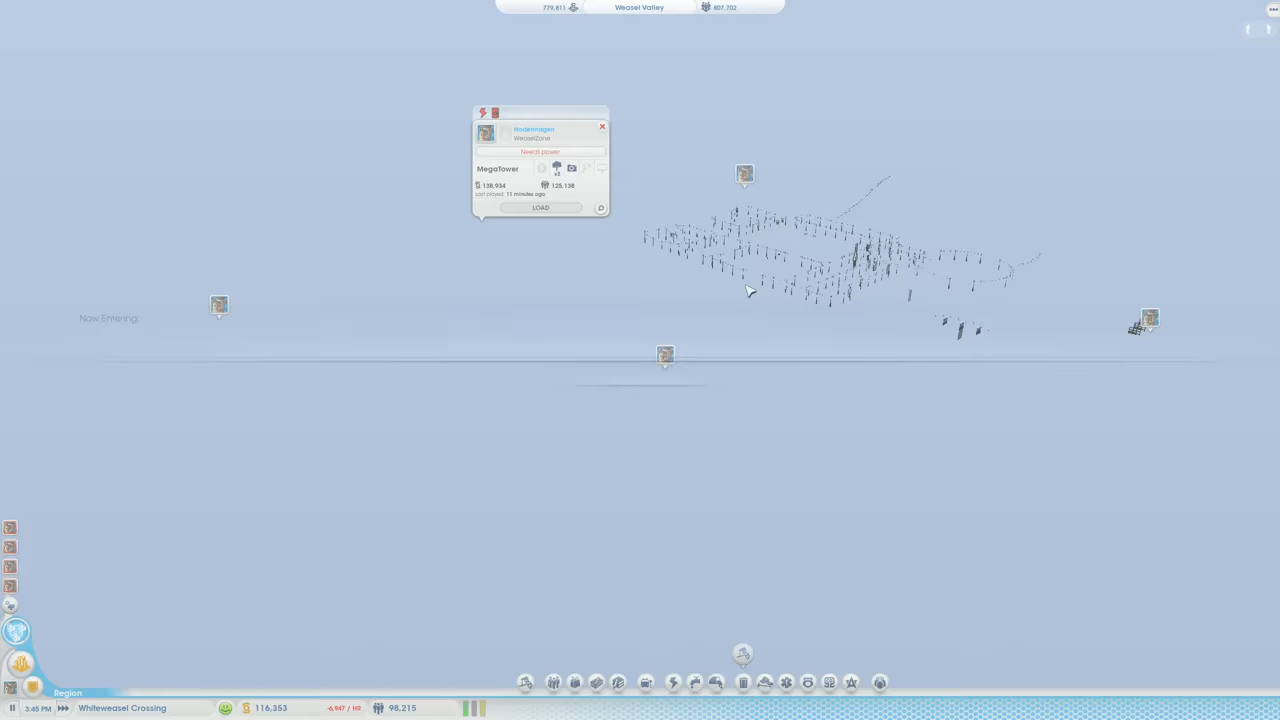 779,811 Weasel Valley 807,702
Hodenhagen
WeaselZone
Needs power
MegaTower
x2
138,934 125,138
Last played: 11 minutes ago
LOAD
Now Entering:
Region
3:45 PM Whiteweasel Crossing 116,353 -6,947 / HR 98,215